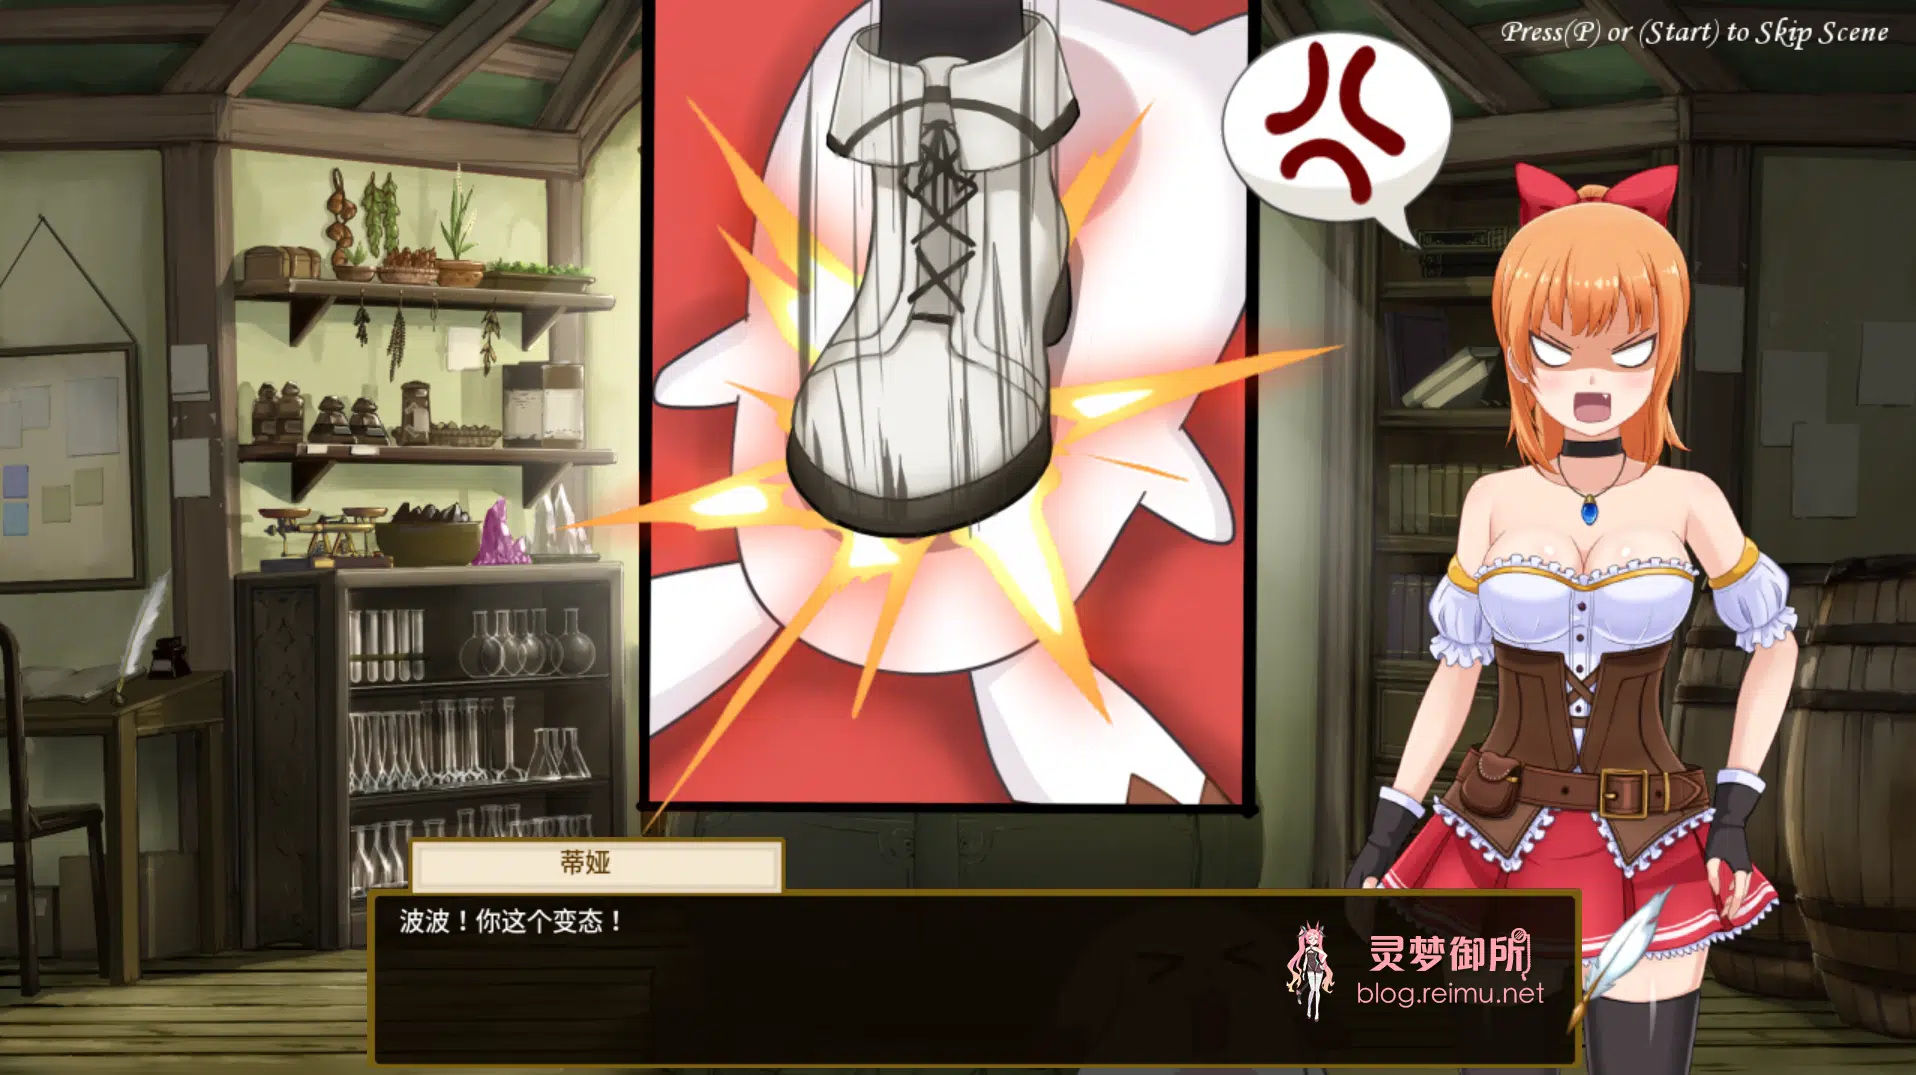 Press(P) or (Start) to Skip Scene
蒂娅
波波！你这个变态！
灵梦御所
blog.reimu.net